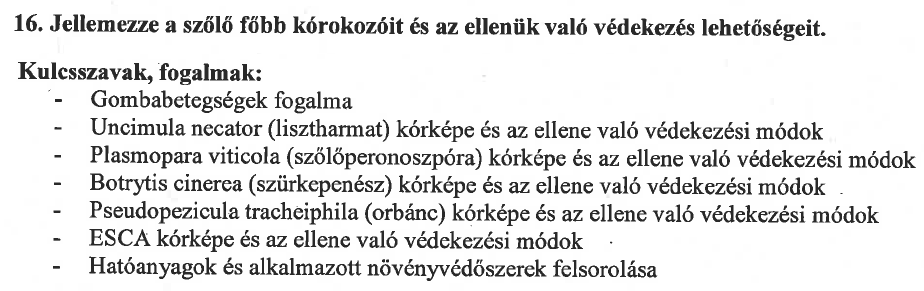 16. Jellemezze a szőlő főbb kórokozóit és az ellenük való védekezés lehetőségeit.
Kulcsszavak, fogalmak:
- Gombabetegségek fogalma
- Uncimula necator (lisztharmat) kórképe és az ellene való védekezési módok
- Plasmopara viticola (szőlőperonoszpóra) kórképe és az ellene való védekezési módok
- Botrytis cinerea (szürkepenész) kórképe és az ellene való védekezési módok
- Pseudopezicula tracheiphila (orbánc) kórképe és az ellene való védekezési módok
- ESCA kórképe és az ellene való védekezési módok
- Hatóanyagok és alkalmazott növényvédőszerek felsorolása